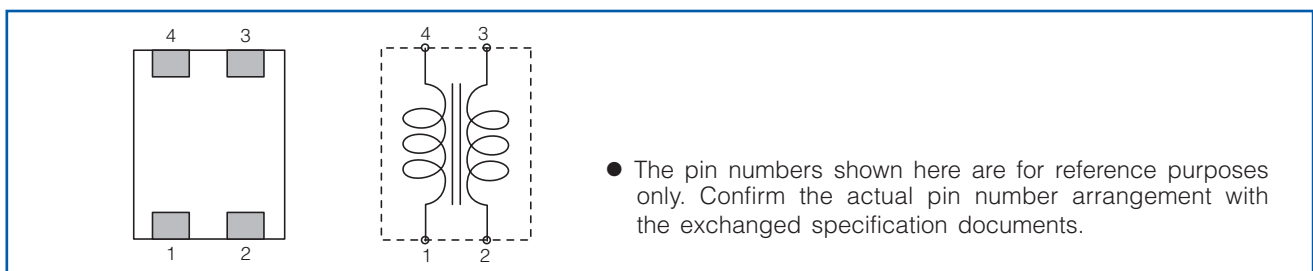 4 3
1 2
4 3
1 2
● The pin numbers shown here are for reference purposes
only. Confirm the actual pin number arrangement with
the exchanged specification documents.